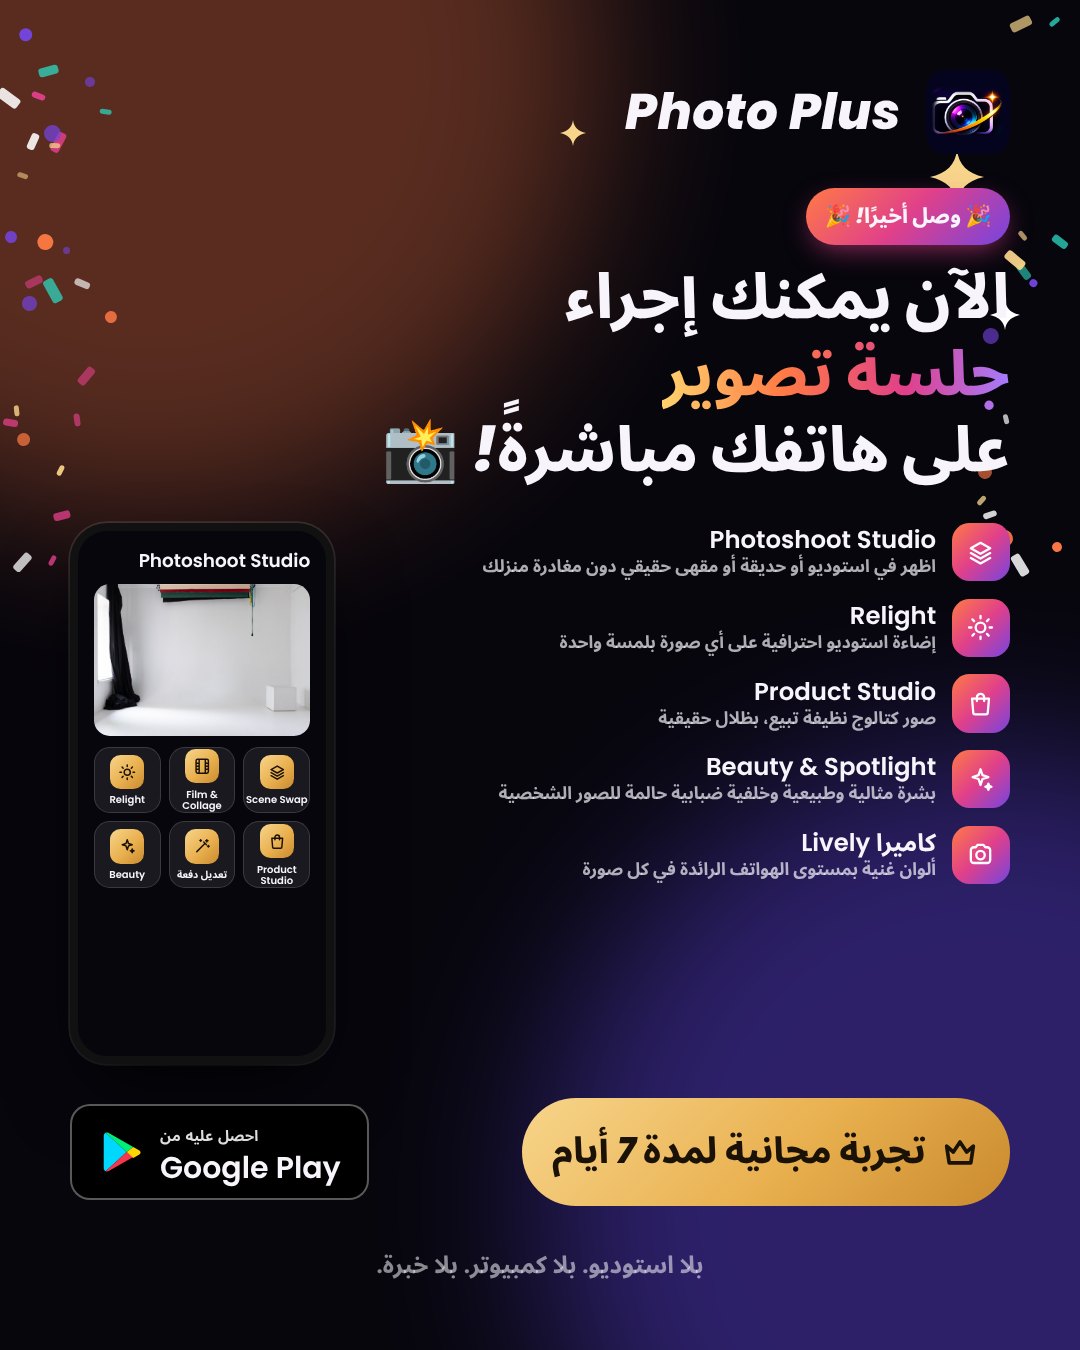 Photo Plus
🎉 وصل أخيرًا! 🎉
الآن يمكنك إجراء
جلسة تصوير
على هاتفك مباشرةً! 📸
Photoshoot Studio
اظهر في استوديو أو حديقة أو مقهى حقيقي دون مغادرة منزلك
Relight
إضاءة استوديو احترافية على أي صورة بلمسة واحدة
Product Studio
صور كتالوج نظيفة تبيع، بظلال حقيقية
Beauty & Spotlight
بشرة مثالية وطبيعية وخلفية ضبابية حالمة للصور الشخصية
كاميرا Lively
ألوان غنية بمستوى الهواتف الرائدة في كل صورة
Photoshoot Studio
Scene Swap
Film &
Collage
Relight
Product
Studio
تعديل دفعة
Beauty
تجربة مجانية لمدة 7 أيام
احصل عليه من
Google Play
بلا استوديو. بلا كمبيوتر. بلا خبرة.